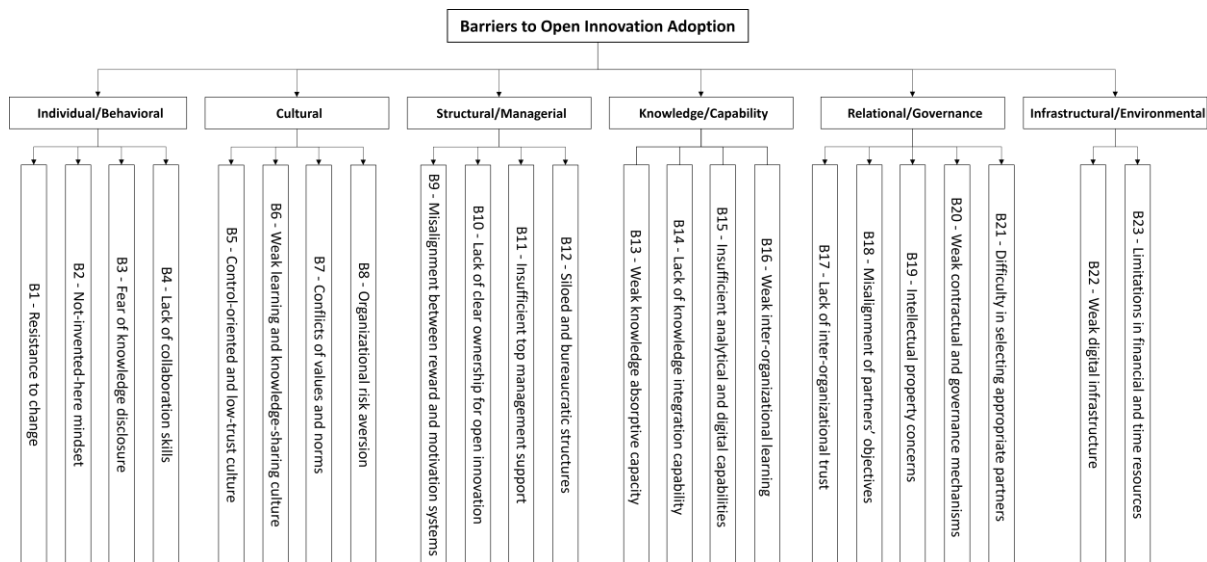 Barriers to Open Innovation Adoption
Individual/Behavioral
Cultural
Structural/Managerial
Knowledge/Capability
Relational/Governance
Infrastructural/Environmental
B1 - Resistance to change
B2 - Not-invented-here mindset
B3 - Fear of knowledge disclosure
B4 - Lack of collaboration skills
B5 - Control-oriented and low-trust culture
B6 - Weak learning and knowledge-sharing culture
B7 - Conflicts of values and norms
B8 - Organizational risk aversion
B9 - Misalignment between reward and motivation systems
B10 - Lack of clear ownership for open innovation
B11 - Insufficient top management support
B12 - Siloed and bureaucratic structures
B13 - Weak knowledge absorptive capacity
B14 - Lack of knowledge integration capability
B15 - Insufficient analytical and digital capabilities
B16 - Weak inter-organizational learning
B17 - Lack of inter-organizational trust
B18 - Misalignment of partners’ objectives
B19 - Intellectual property concerns
B20 - Weak contractual and governance mechanisms
B21 - Difficulty in selecting appropriate partners
B22 - Weak digital infrastructure
B23 - Limitations in financial and time resources